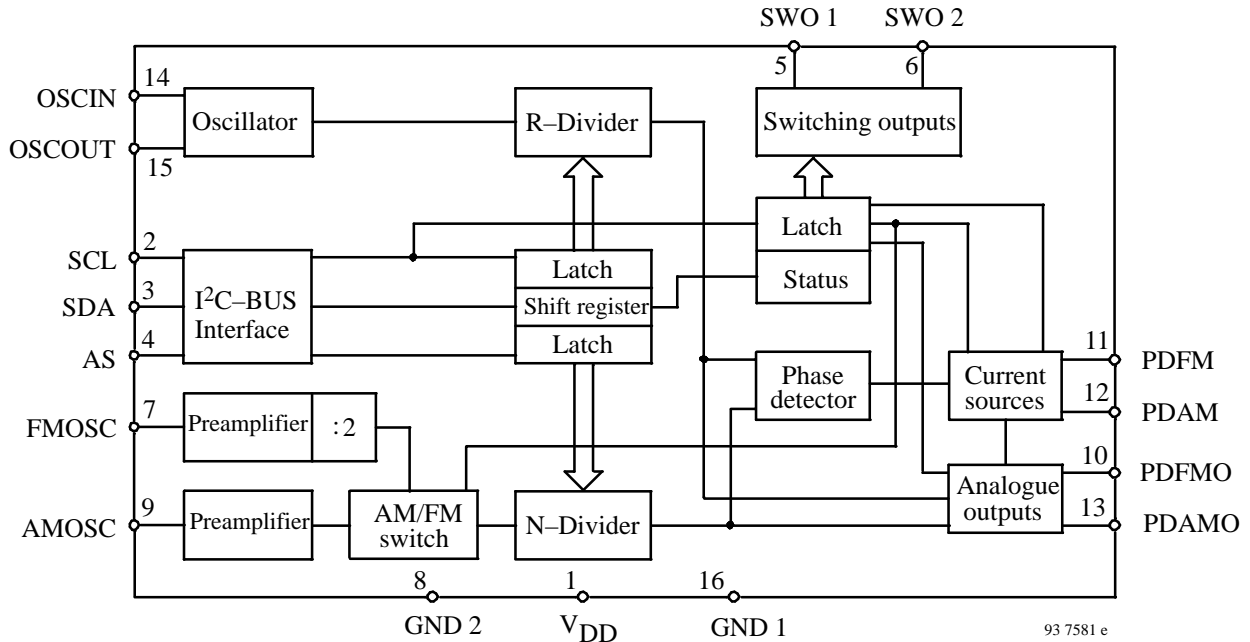 SWO 1
SWO 2
5
6
14
OSCIN
Oscillator
R–Divider
Switching outputs
OSCOUT
15
Latch
Status
2
SCL
3
SDA
4
AS
I²C–BUS
Interface
Latch
Shift register
Latch
11
PDFM
Phase
detector
Current
sources
12
PDAM
7
FMOSC
Preamplifier
:2
10
PDFMO
Analogue
outputs
9
AMOSC
Preamplifier
AM/FM
switch
N–Divider
13
PDAMO
8
1
16
GND 2
VDD
GND 1
93 7581 e